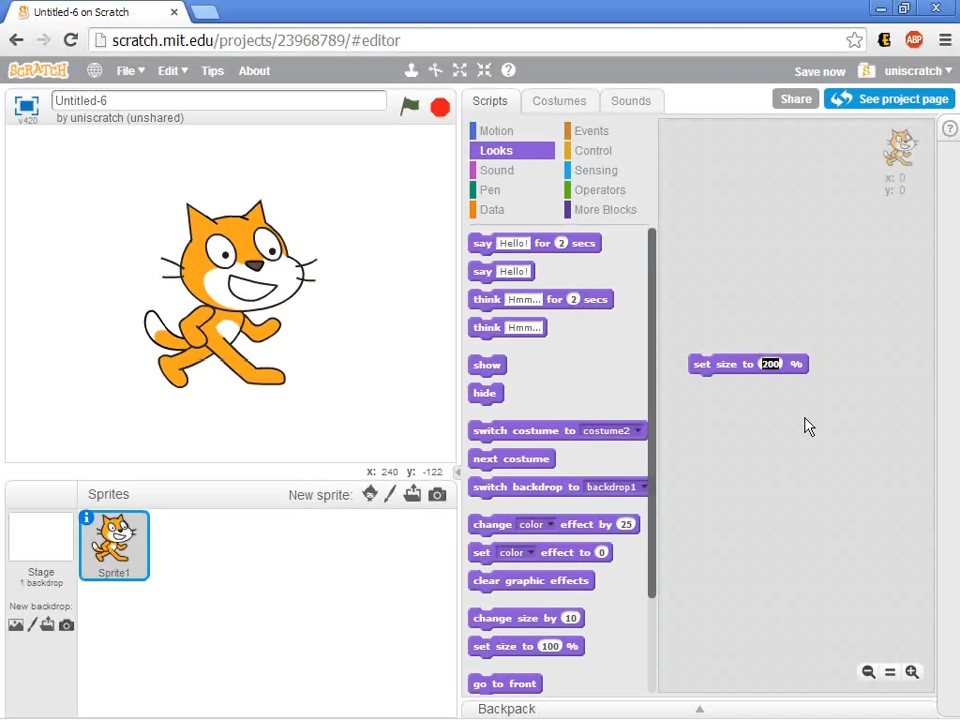 Untitled-6 on Scratch
scratch.mit.edu/projects/23968789/#editor
ABP
SCRATCH
File
Edit
Tips
About
Save now
uniscratch
v420
Untitled-6
by uniscratch (unshared)
Scripts
Costumes
Sounds
Share
See project page
Motion
Events
Looks
Control
Sound
Sensing
Pen
Operators
Data
More Blocks
x: 0
y: 0
say Hello! for 2 secs
say Hello!
think Hmm... for 2 secs
think Hmm...
show
hide
set size to 200 %
switch costume to costume2
next costume
switch backdrop to backdrop1
change color effect by 25
set color effect to 0
clear graphic effects
change size by 10
set size to 100 %
go to front
x: 240 y: -122
Sprites
New sprite:
Stage
1 backdrop
New backdrop:
Sprite1
Backpack